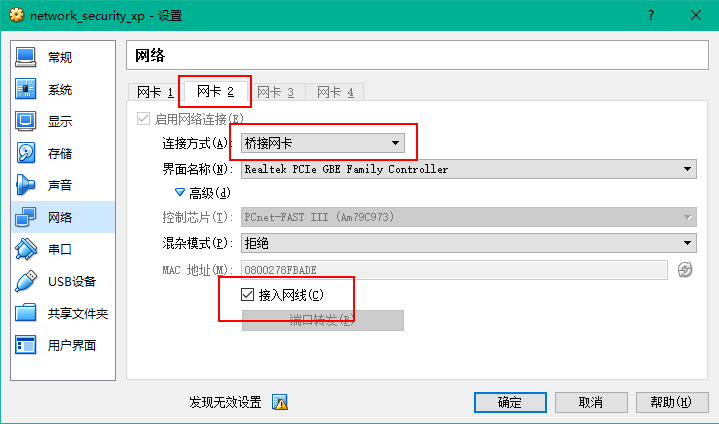 network_security_xp - 设置
常规
系统
显示
存储
声音
网络
串口
USB设备
共享文件夹
用户界面
网络
网卡 1 网卡 2 网卡 3 网卡 4
启用网络连接(E)
连接方式(A): 桥接网卡
界面名称(N): Realtek PCIe GBE Family Controller
高级(d)
控制芯片(T): PCnet-FAST III (Am79C973)
混杂模式(P): 拒绝
MAC 地址(M): 0800278FBADE
接入网线(C)
端口转发(P)
发现无效设置
确定 取消 帮助(H)